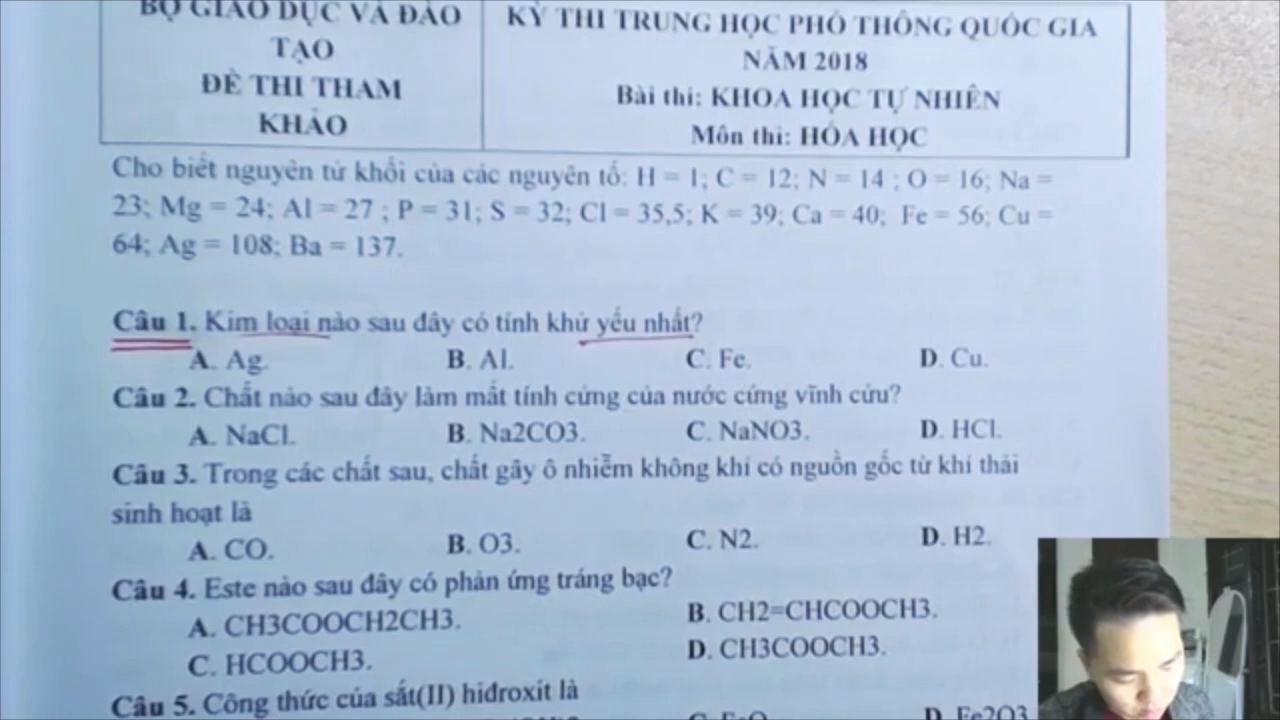 BỘ GIÁO DỤC VÀ ĐÀO
TẠO
ĐỀ THI THAM
KHẢO
KỲ THI TRUNG HỌC PHỔ THÔNG QUỐC GIA
NĂM 2018
Bài thi: KHOA HỌC TỰ NHIÊN
Môn thi: HÓA HỌC
Cho biết nguyên tử khối của các nguyên tố: H = 1; C = 12; N = 14 ; O = 16; Na =
23; Mg = 24; Al = 27 ; P = 31; S = 32; Cl = 35,5; K = 39; Ca = 40; Fe = 56; Cu =
64; Ag = 108; Ba = 137.
Câu 1. Kim loại nào sau đây có tính khử yếu nhất?
A. Ag. B. Al. C. Fe. D. Cu.
Câu 2. Chất nào sau đây làm mất tính cứng của nước cứng vĩnh cửu?
A. NaCl. B. Na2CO3. C. NaNO3. D. HCl.
Câu 3. Trong các chất sau, chất gây ô nhiễm không khí có nguồn gốc từ khí thải
sinh hoạt là
A. CO. B. O3. C. N2. D. H2.
Câu 4. Este nào sau đây có phản ứng tráng bạc?
A. CH3COOCH2CH3. B. CH2=CHCOOCH3.
C. HCOOCH3. D. CH3COOCH3.
Câu 5. Công thức của sắt(II) hiđroxit là
D. Fe2O3